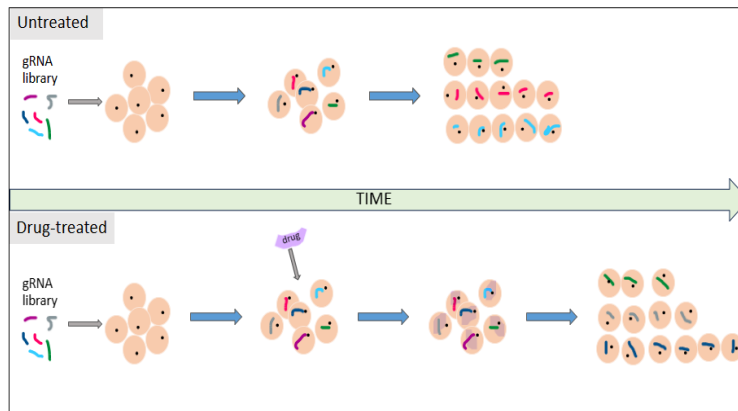 Untreated
gRNA
library
TIME
Drug-treated
drug
gRNA
library